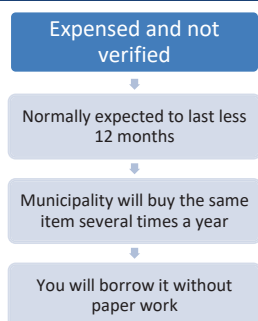 Expensed and not
verified
Normally expected to last less
12 months
Municipality will buy the same
item several times a year
You will borrow it without
paper work